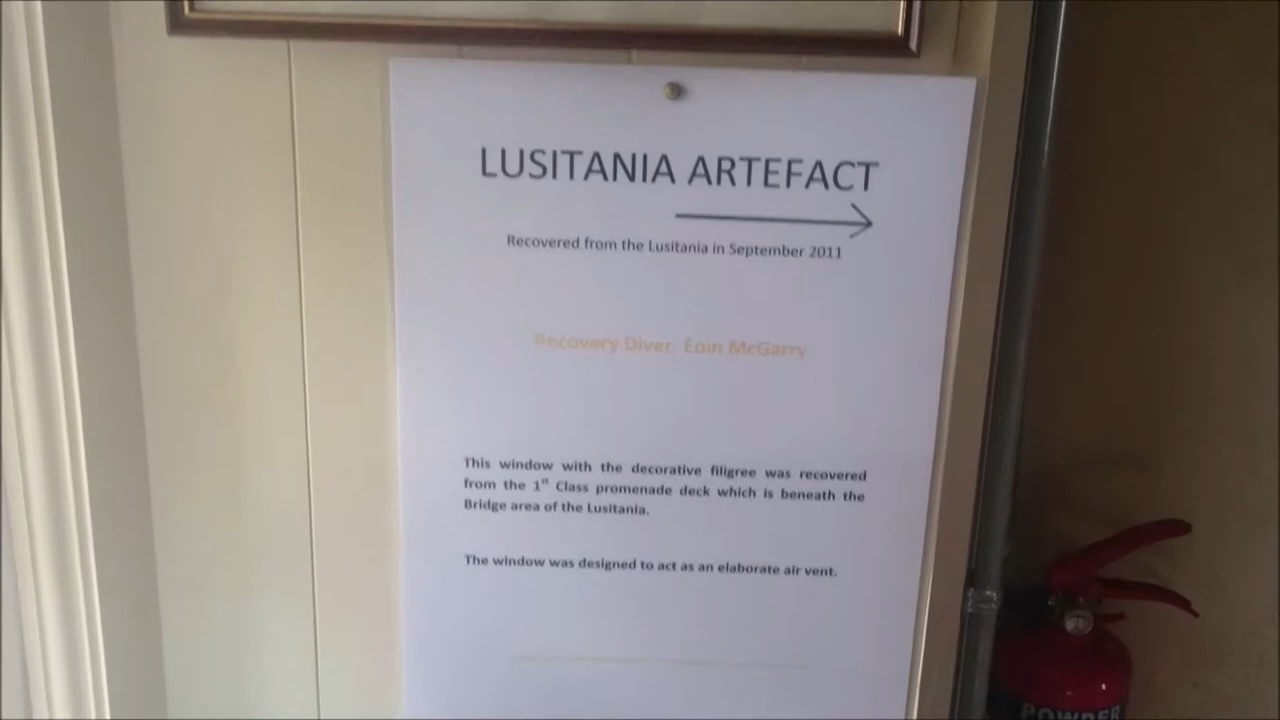 LUSITANIA ARTEFACT
Recovered from the Lusitania in September 2011
Recovery Diver: Eoin McGarry
This window with the decorative filigree was recovered
from the 1st Class promenade deck which is beneath the
Bridge area of the Lusitania.
The window was designed to act as an elaborate air vent.
POWDER